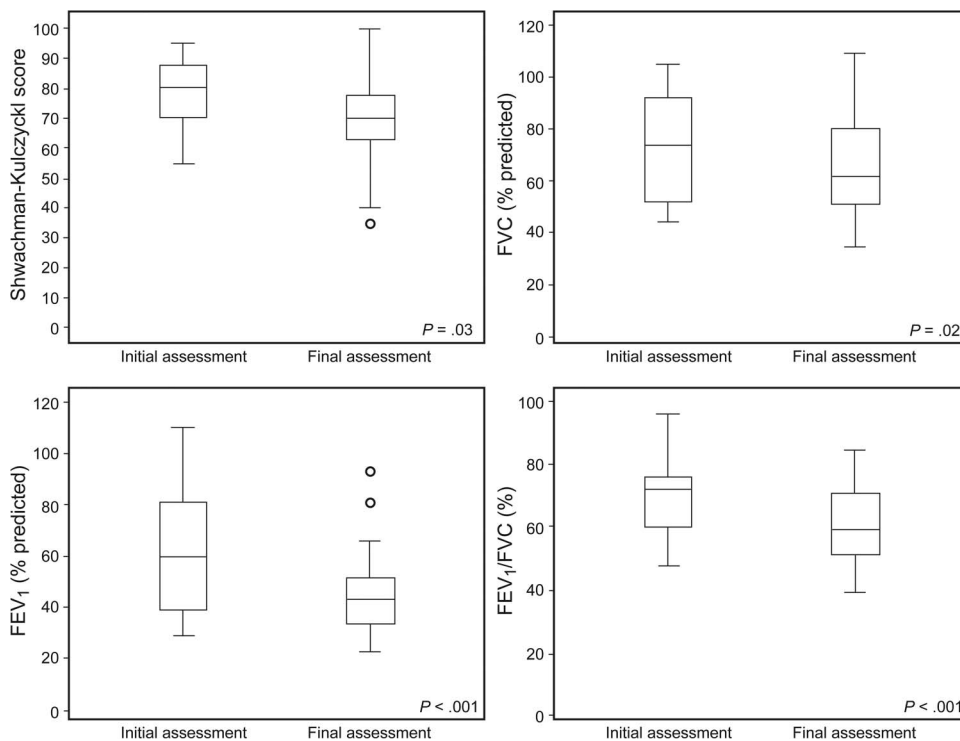 Shwachman-Kulczyckl score
100
90
80
70
60
50
40
30
20
10
0
P = .03
Initial assessment
Final assessment
FVC (% predicted)
120
100
80
60
40
20
0
P = .02
Initial assessment
Final assessment
FEV1 (% predicted)
120
100
80
60
40
20
0
P < .001
Initial assessment
Final assessment
FEV1/FVC (%)
100
80
60
40
20
0
P < .001
Initial assessment
Final assessment